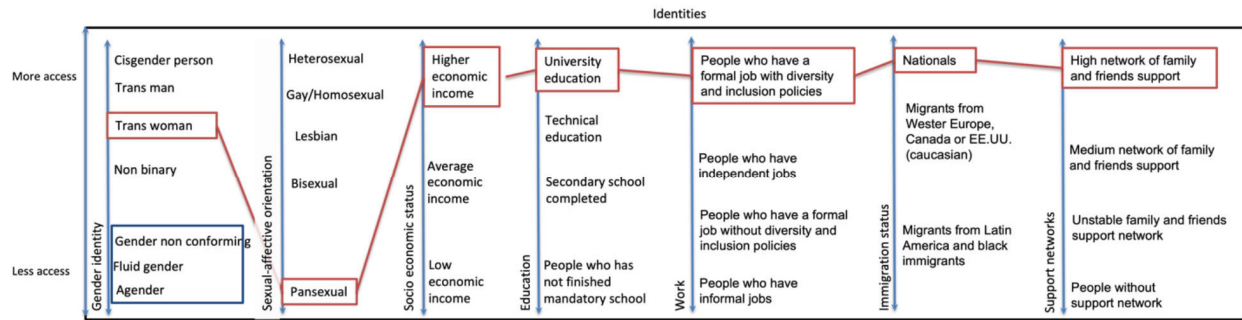 Identities
More access
Less access
Gender identity
Cisgender person
Trans man
Trans woman
Non binary
Gender non conforming
Fluid gender
Agender
Sexual-affective orientation
Heterosexual
Gay/Homosexual
Lesbian
Bisexual
Pansexual
Socio economic status
Higher
economic
income
Average
economic
income
Low
economic
income
Education
University
education
Technical
education
Secondary school
completed
People who has
not finished
mandatory school
Work
People who have a
formal job with diversity
and inclusion policies
People who have
independent jobs
People who have a formal
job without diversity and
inclusion policies
People who have
informal jobs
Immigration status
Nationals
Migrants from
Wester Europe,
Canada or EE.UU.
(caucasian)
Migrants from Latin
America and black
immigrants
Support networks
High network of family
and friends support
Medium network of family
and friends support
Unstable family and friends
support network
People without
support network